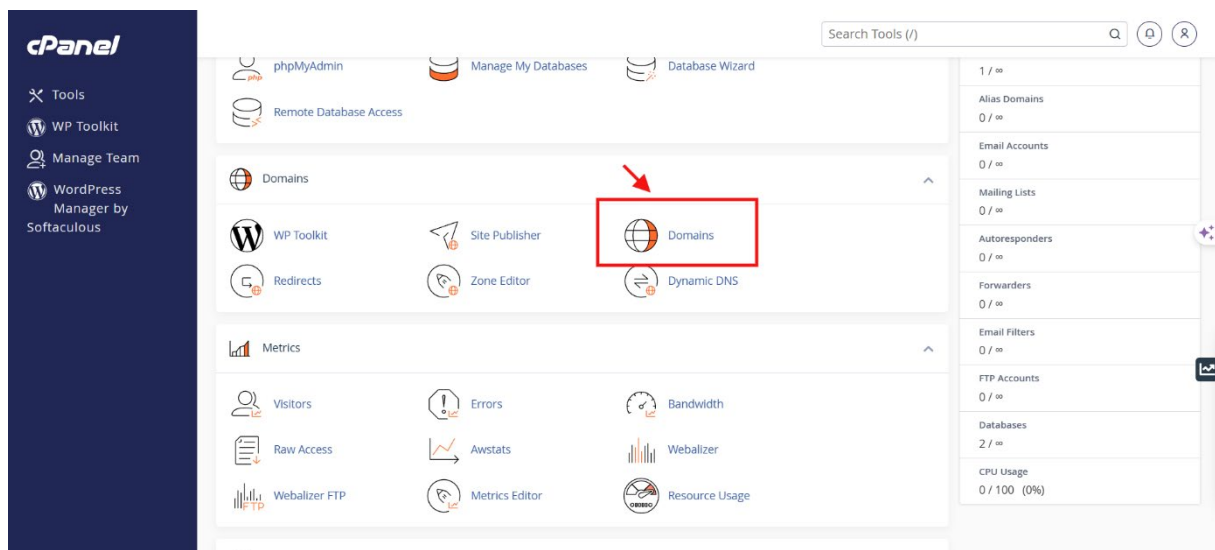 cPanel
Search Tools (/)
Tools
WP Toolkit
Manage Team
WordPress
Manager by
Softaculous
phpMyAdmin
Manage My Databases
Database Wizard
Remote Database Access
Domains
WP Toolkit
Site Publisher
Domains
Redirects
Zone Editor
Dynamic DNS
Metrics
Visitors
Errors
Bandwidth
Raw Access
Awstats
Webalizer
Webalizer FTP
Metrics Editor
Resource Usage
1 / ∞
Alias Domains
0 / ∞
Email Accounts
0 / ∞
Mailing Lists
0 / ∞
Autoresponders
0 / ∞
Forwarders
0 / ∞
Email Filters
0 / ∞
FTP Accounts
0 / ∞
Databases
2 / ∞
CPU Usage
0 / 100 (0%)